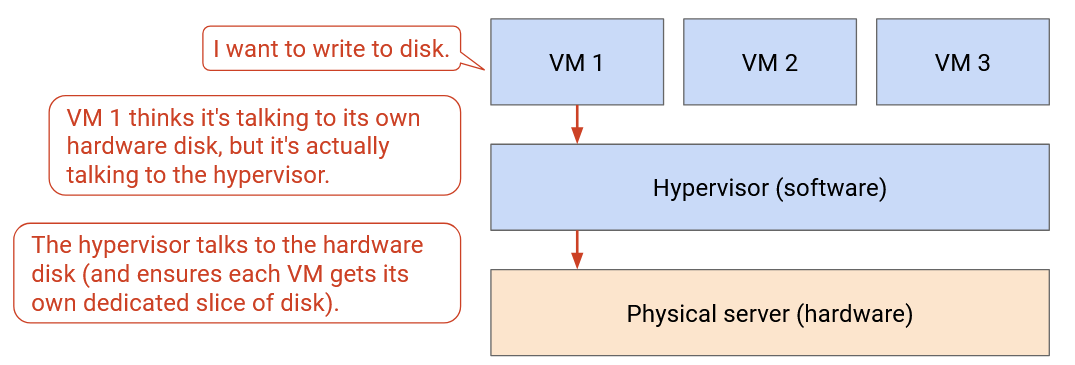 I want to write to disk.
VM 1
VM 2
VM 3
VM 1 thinks it's talking to its own
hardware disk, but it's actually
talking to the hypervisor.
Hypervisor (software)
The hypervisor talks to the hardware
disk (and ensures each VM gets its
own dedicated slice of disk).
Physical server (hardware)